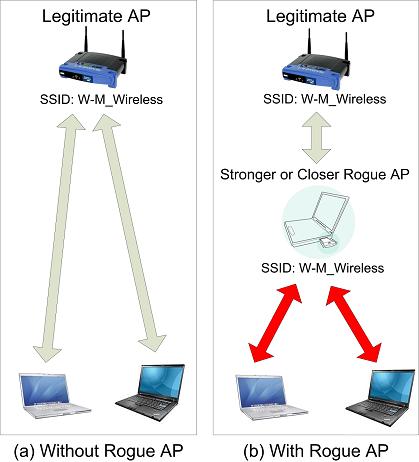 Legitimate AP
SSID: W-M_Wireless
(a) Without Rogue AP
Legitimate AP
SSID: W-M_Wireless
Stronger or Closer Rogue AP
SSID: W-M_Wireless
(b) With Rogue AP